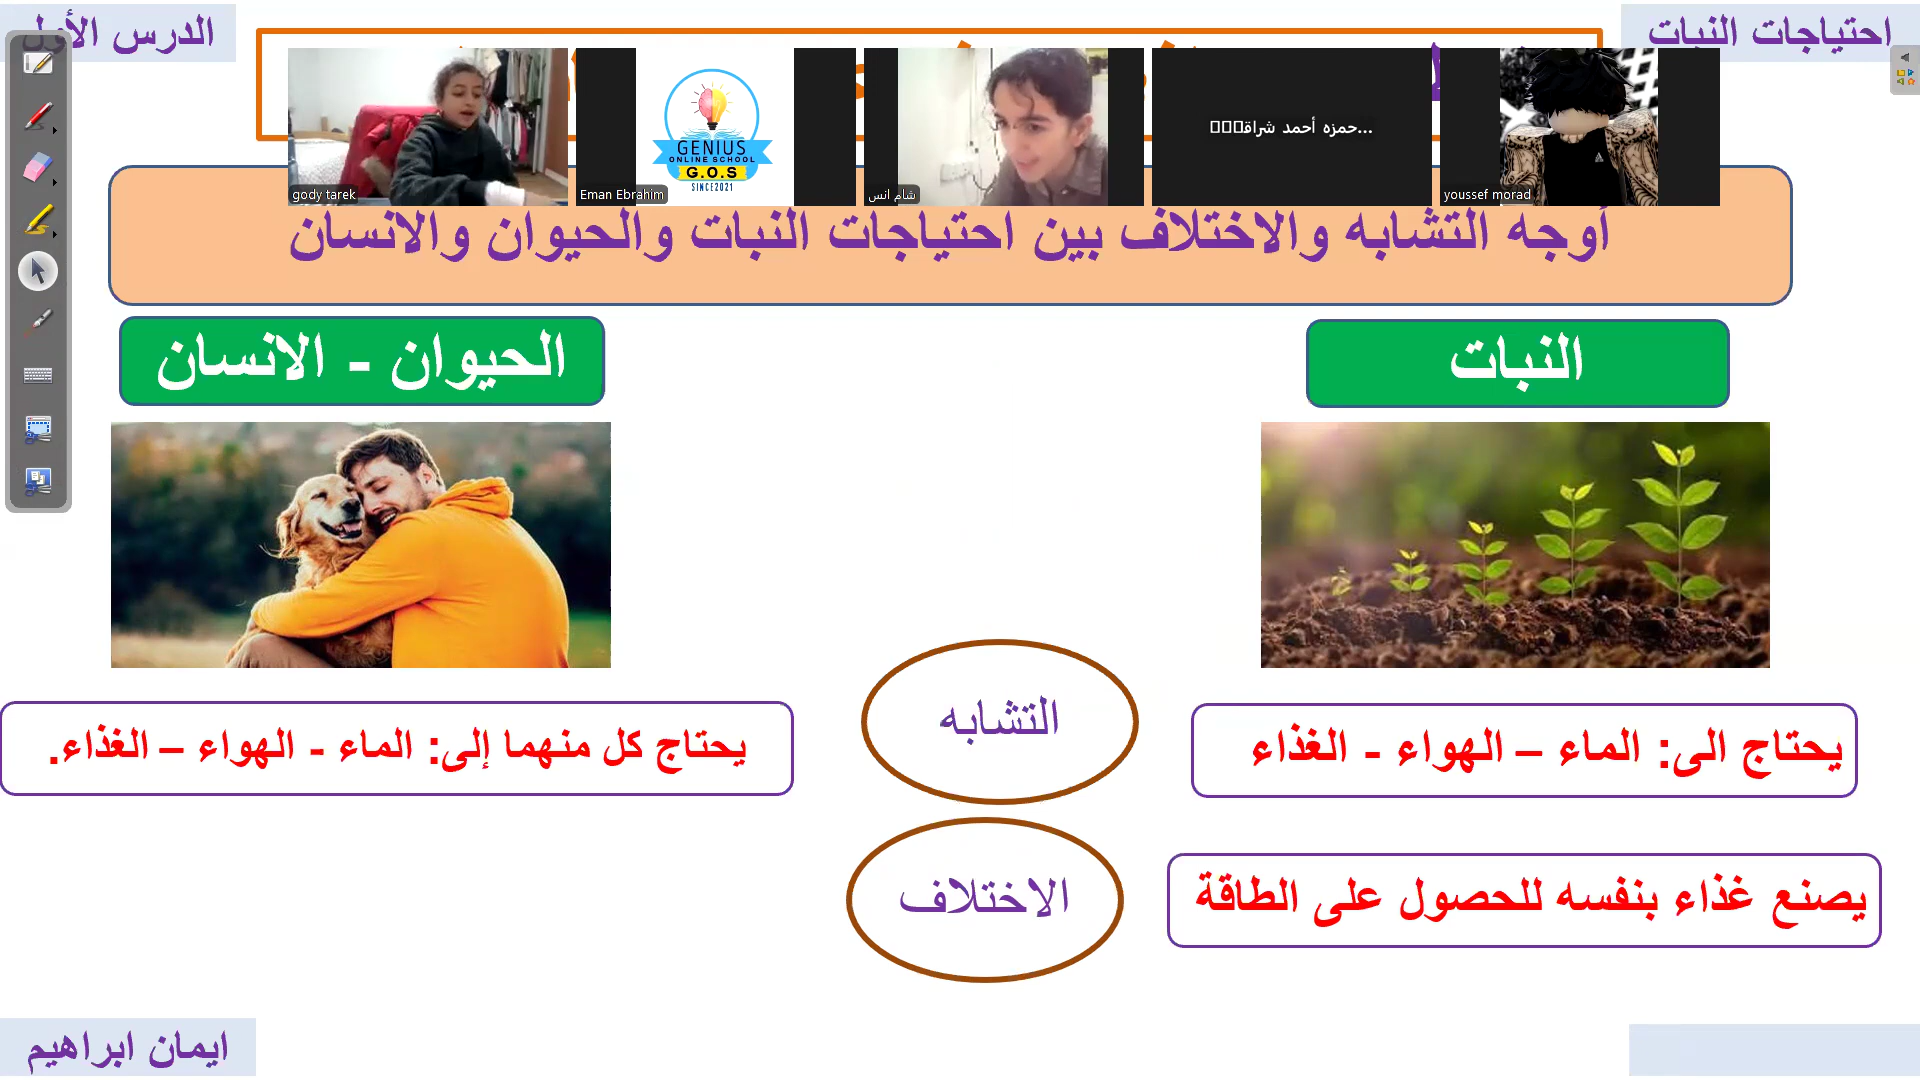 احتياجات النبات
الدرس الأول
gody tarek
GENIUS
ONLINE SCHOOL
G.O.S
SINCE2021
Eman Ebrahim
شام انس
حمزه أحمد شراق...
youssef morad
أوجه التشابه والاختلاف بين احتياجات النبات والحيوان والانسان
النبات
الحيوان - الانسان
يحتاج الى: الماء – الهواء - الغذاء
التشابه
يحتاج كل منهما إلى: الماء - الهواء – الغذاء.
يصنع غذاء بنفسه للحصول على الطاقة
الاختلاف
ايمان ابراهيم